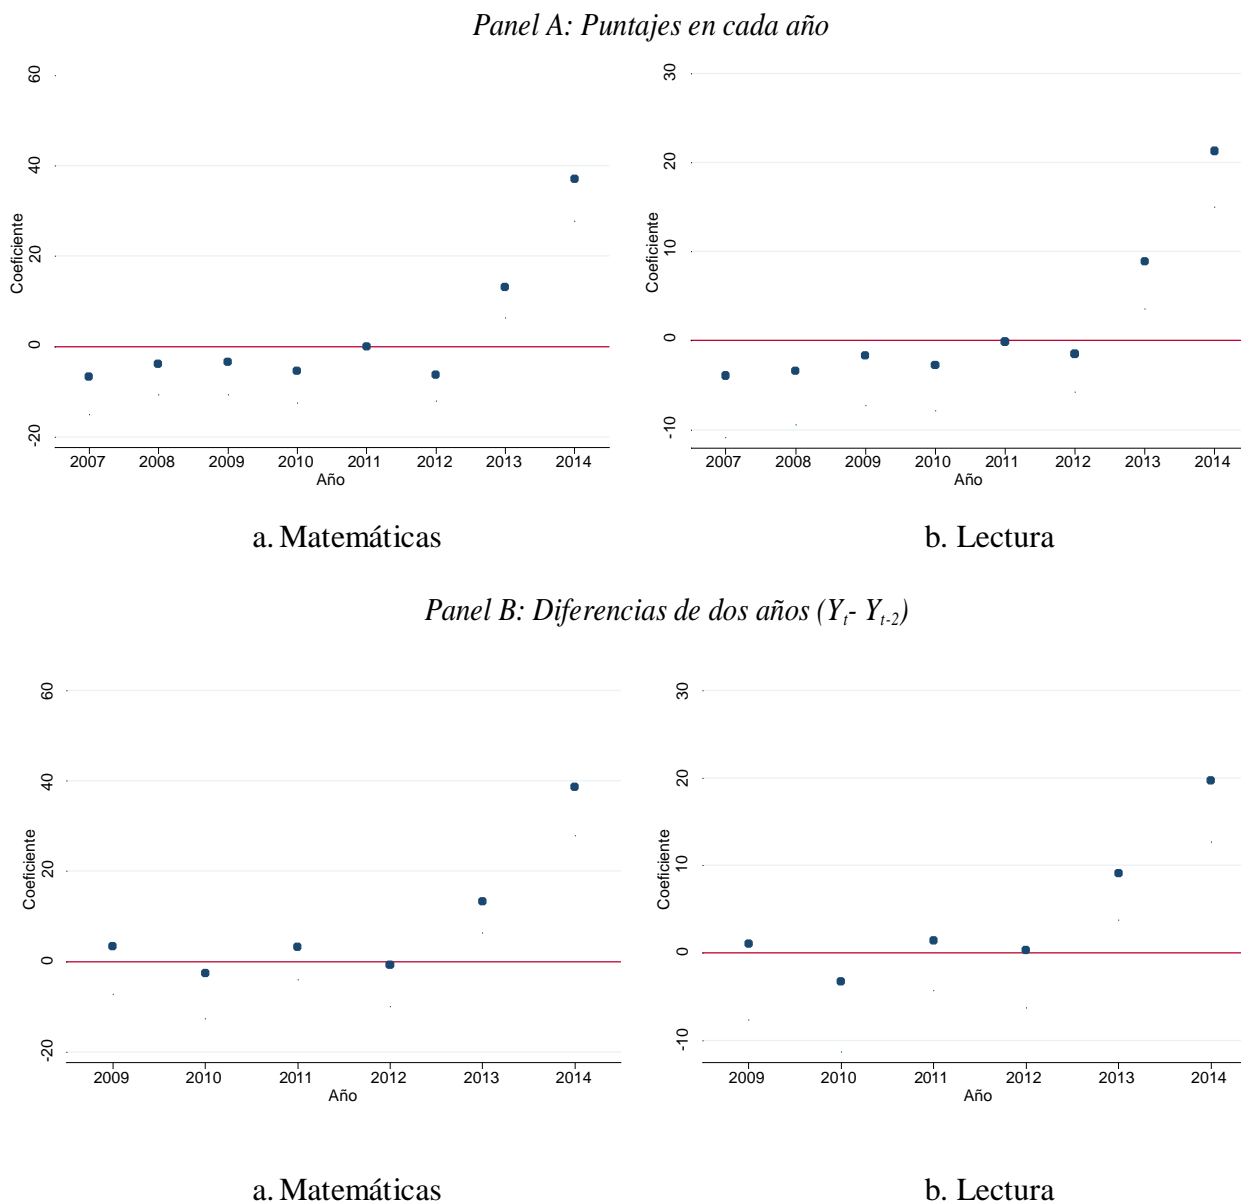 Panel A: Puntajes en cada año
60
40
20
0
-20
Coeficiente
2007 2008 2009 2010 2011 2012 2013 2014
Año
a. Matemáticas
30
20
10
0
-10
Coeficiente
2007 2008 2009 2010 2011 2012 2013 2014
Año
b. Lectura
Panel B: Diferencias de dos años (Yt- Yt-2)
60
40
20
0
-20
Coeficiente
2009 2010 2011 2012 2013 2014
Año
a. Matemáticas
30
20
10
0
-10
Coeficiente
2009 2010 2011 2012 2013 2014
Año
b. Lectura